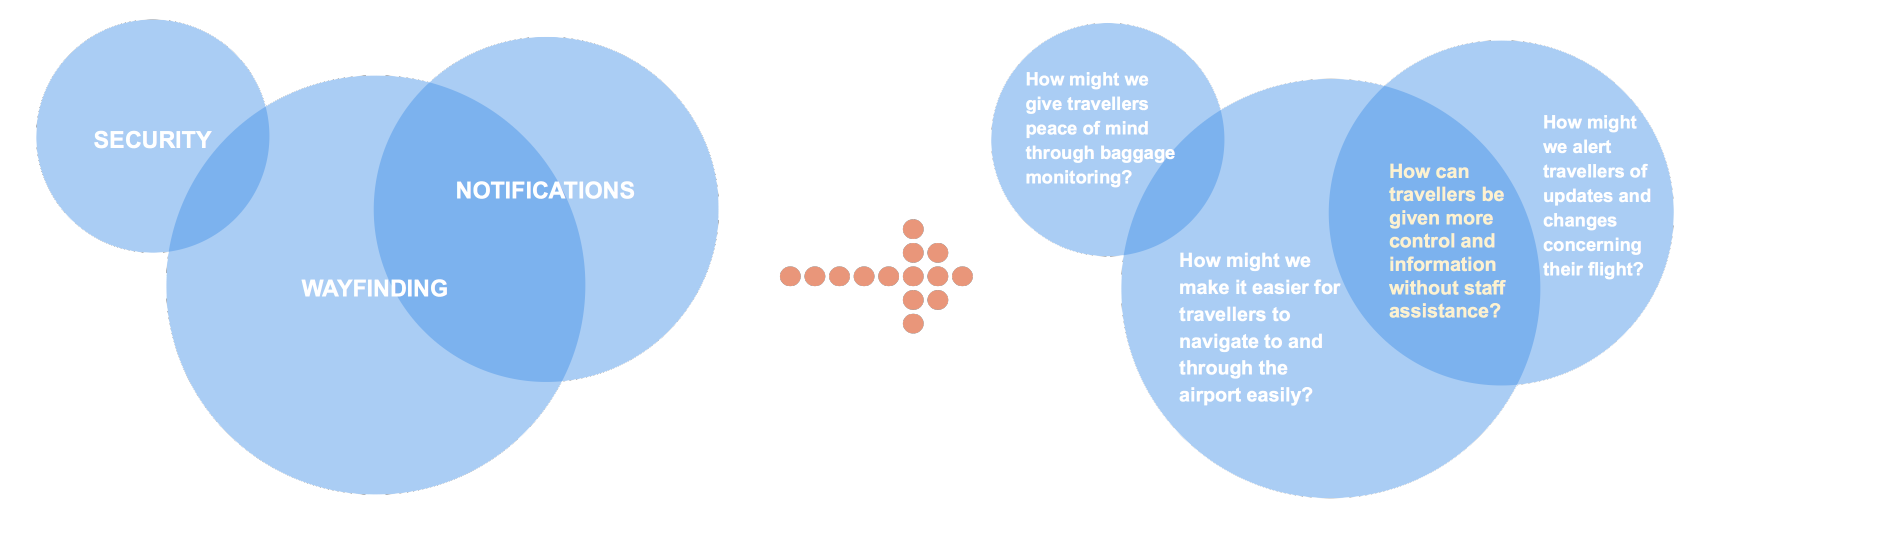 SECURITY
NOTIFICATIONS
WAYFINDING
How might we
give travellers
peace of mind
through baggage
monitoring?
How might we
make it easier for
travellers to
navigate to and
through the
airport easily?
How can
travellers be
given more
control and
information
without staff
assistance?
How might
we alert
travellers of
updates and
changes
concerning
their flight?